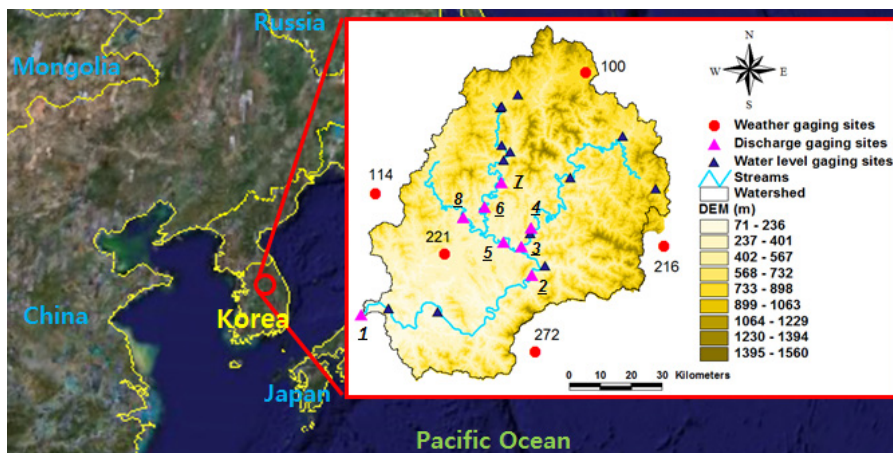 Russia
Mongolia
China
Korea
Japan
Pacific Ocean
N
W E
S
100
114
221
216
272
1
2
3
4
5
6
7
8
Weather gaging sites
Discharge gaging sites
Water level gaging sites
Streams
Watershed
DEM (m)
71 - 236
237 - 401
402 - 567
568 - 732
733 - 898
899 - 1063
1064 - 1229
1230 - 1394
1395 - 1560
0 10 20 30 Kilometers